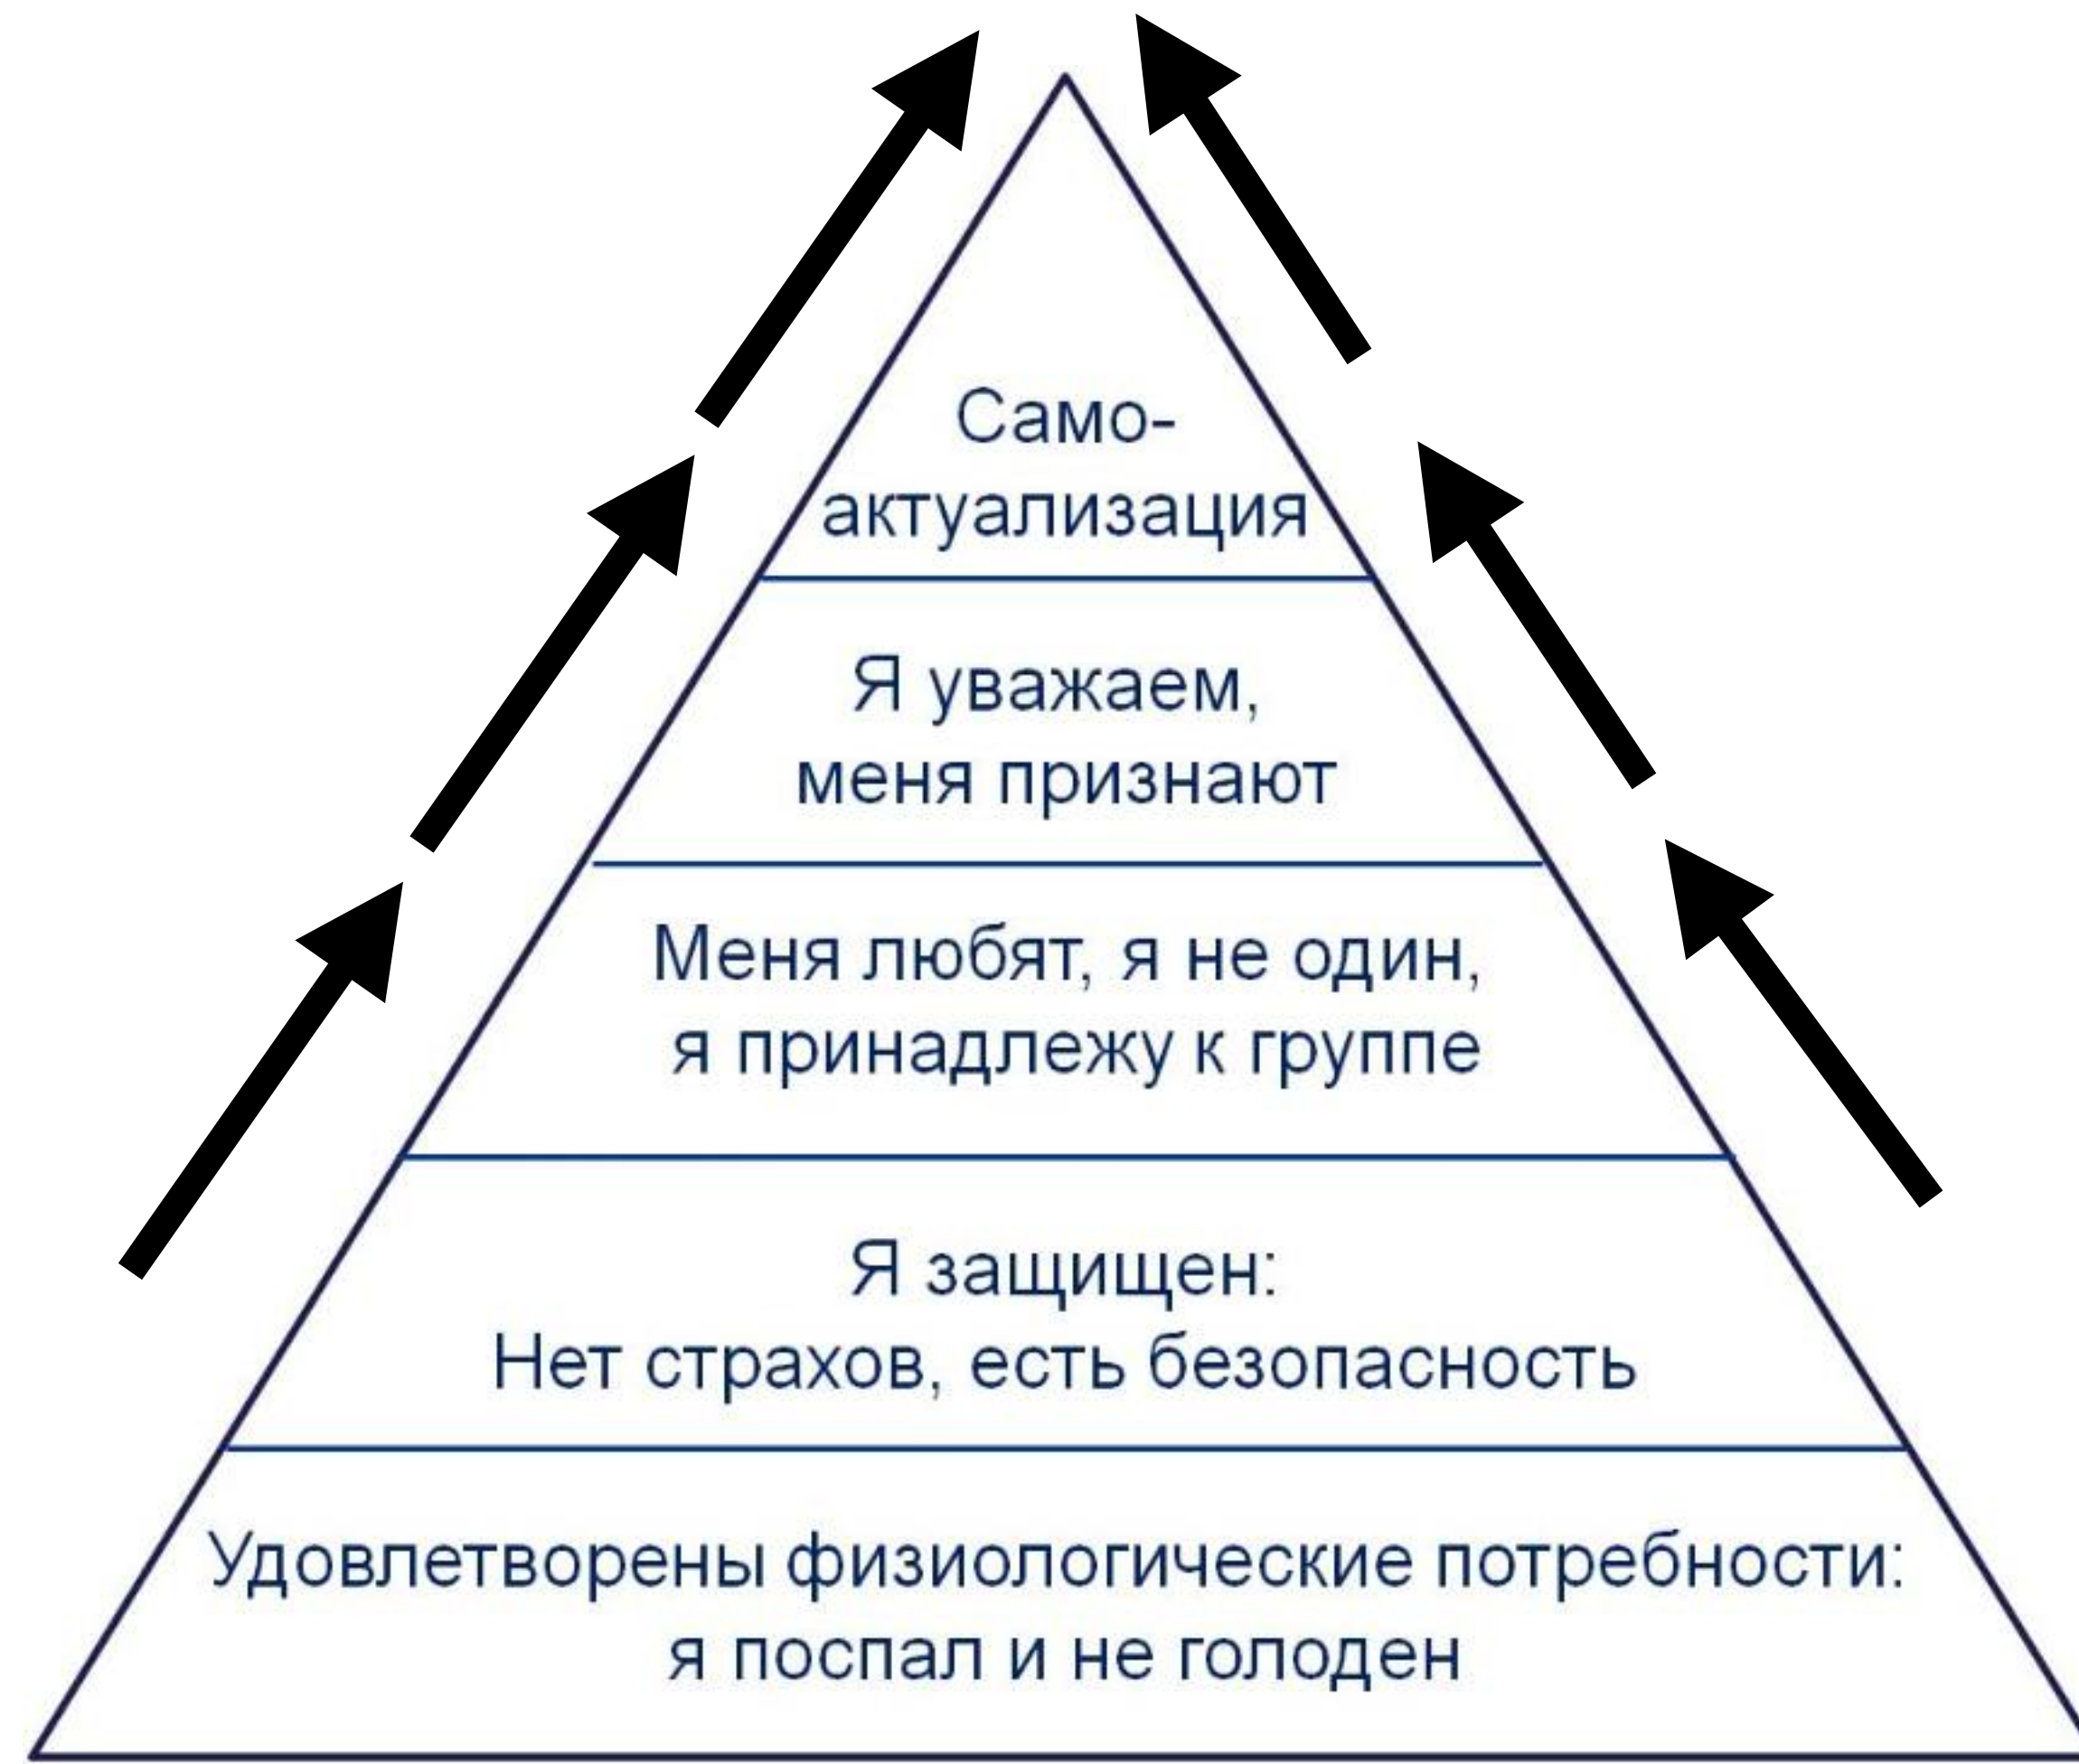 Само-
актуализация
Я уважаем,
меня признают
Меня любят, я не один,
я принадлежу к группе
Я защищен:
Нет страхов, есть безопасность
Удовлетворены физиологические потребности:
я поспал и не голоден